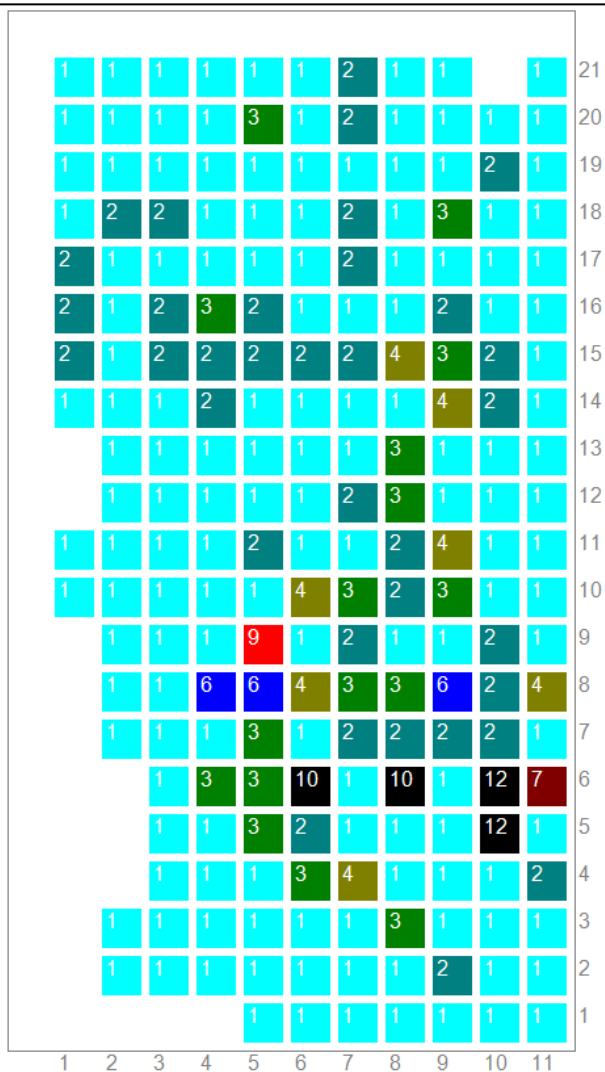 1 1 1 1 1 1 2 1 1 1 21
1 1 1 1 3 1 2 1 1 1 1 20
1 1 1 1 1 1 1 1 1 2 1 19
1 2 2 1 1 1 2 1 3 1 1 18
2 1 1 1 1 1 2 1 1 1 1 17
2 1 2 3 2 1 1 1 2 1 1 16
2 1 2 2 2 2 2 4 3 2 1 15
1 1 1 2 1 1 1 1 4 2 1 14
1 1 1 1 1 1 3 1 1 1 13
1 1 1 1 1 2 3 1 1 1 12
1 1 1 1 2 1 1 2 4 1 1 11
1 1 1 1 1 4 3 2 3 1 1 10
1 1 1 9 1 2 1 1 2 1 9
1 1 6 6 4 3 3 6 2 4 8
1 1 1 3 1 2 2 2 2 1 7
1 3 3 10 1 10 1 12 7 6
1 1 3 2 1 1 1 12 1 5
1 1 1 3 4 1 1 1 2 4
1 1 1 1 1 1 3 1 1 1 3
1 1 1 1 1 1 1 2 1 1 2
1 1 1 1 1 1 1 1
1 2 3 4 5 6 7 8 9 10 11